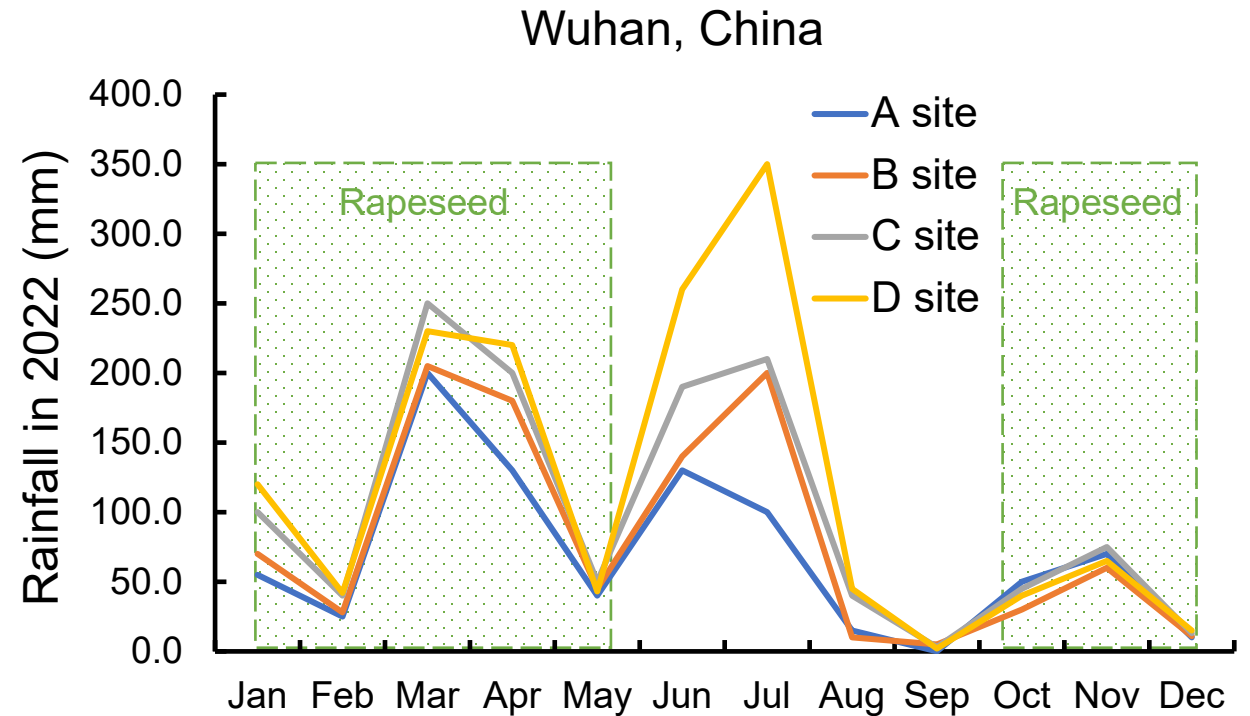 Wuhan, China
Rainfall in 2022 (mm)
400.0
350.0
300.0
250.0
200.0
150.0
100.0
50.0
0.0
Rapeseed
Rapeseed
A site
B site
C site
D site
Jan Feb Mar Apr May Jun Jul Aug Sep Oct Nov Dec